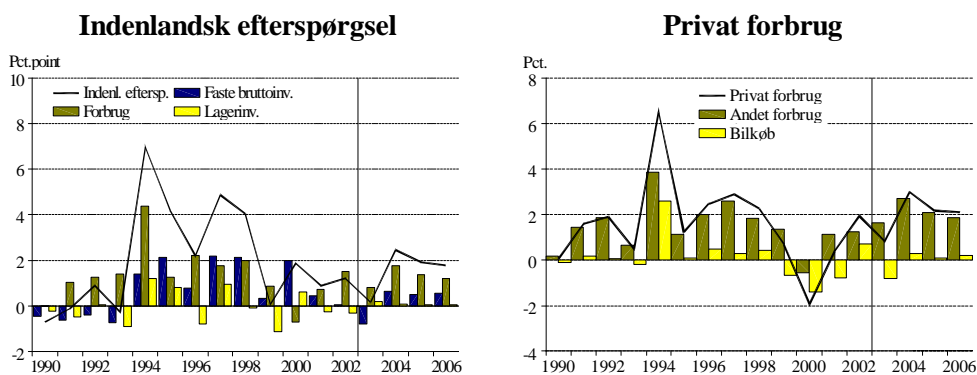 Indenlandsk efterspørgsel
Pct.point
10
8
6
4
2
0
-2
Indenl. eftersp.
Faste bruttoinv.
Forbrug
Lagerinv.
1990 1992 1994 1996 1998 2000 2002 2004 2006
Privat forbrug
Pct.
8
6
4
2
0
-2
-4
Privat forbrug
Andet forbrug
Bilkøb
1990 1992 1994 1996 1998 2000 2002 2004 2006